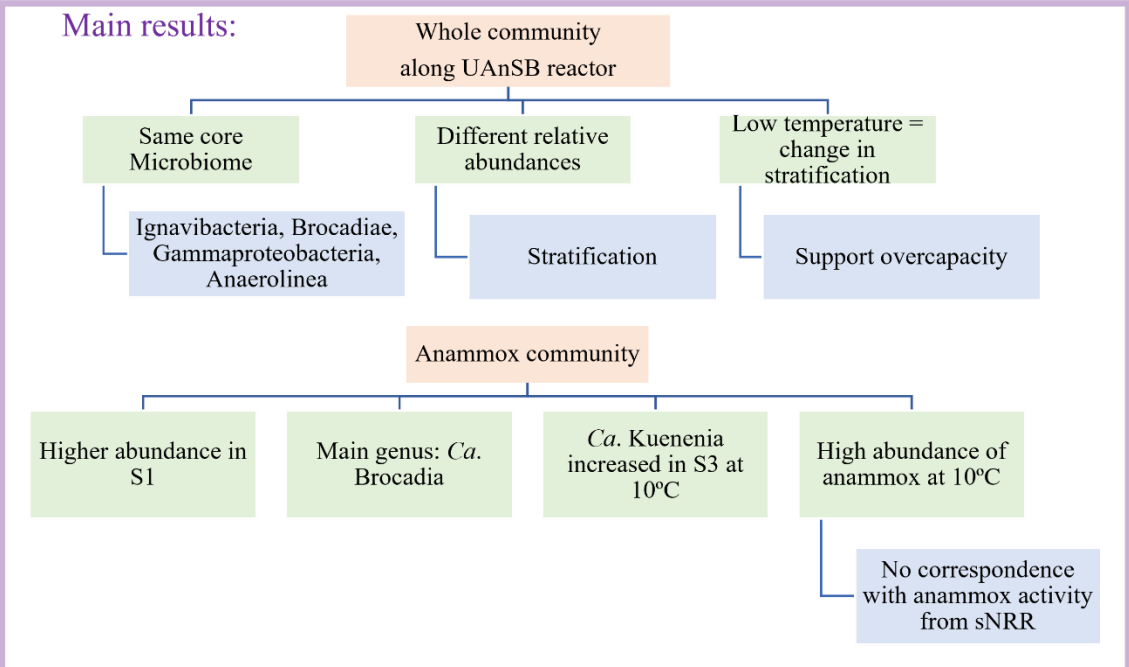 Main results:
Whole community
along UAnSB reactor
Same core
Microbiome
Different relative
abundances
Low temperature =
change in
stratification
Ignavibacteria, Brocadiae,
Gammaproteobacteria,
Anaerolinea
Stratification
Support overcapacity
Anammox community
Higher abundance in
S1
Main genus: Ca.
Brocadia
Ca. Kuenenia
increased in S3 at
10ºC
High abundance of
anammox at 10ºC
No correspondence
with anammox activity
from sNRR